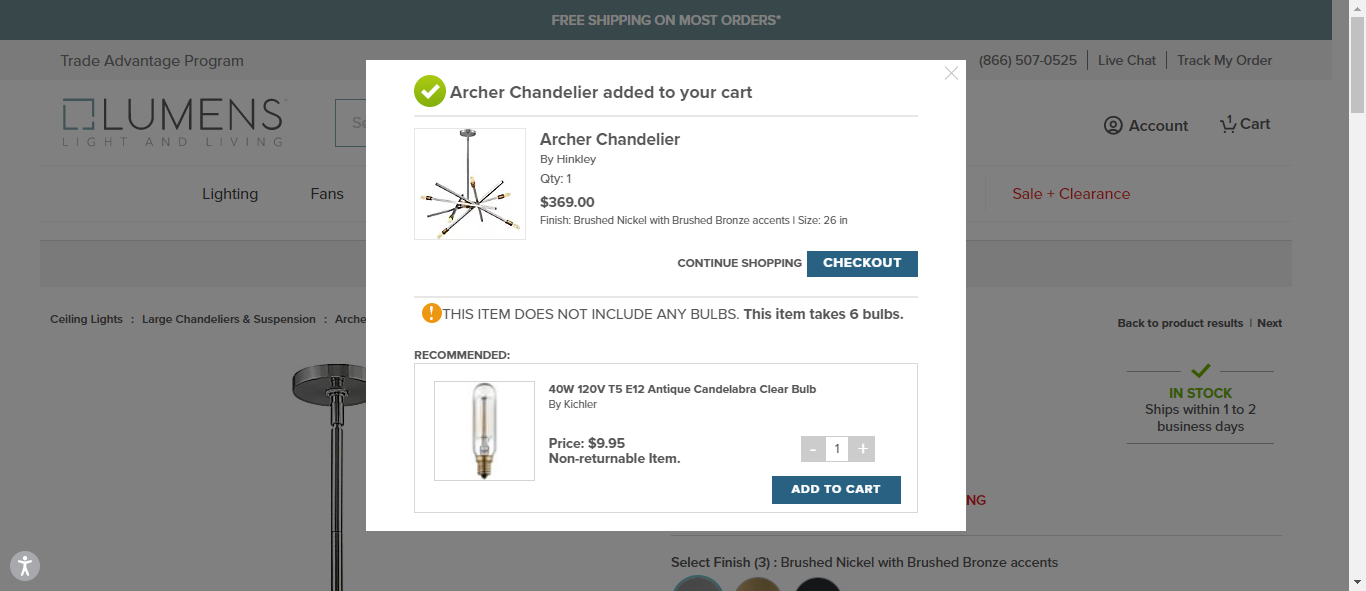 FREE SHIPPING ON MOST ORDERS*
Trade Advantage Program
(866) 507-0525
Live Chat
Track My Order
LUMENS
LIGHT AND LIVING
Account
1
Cart
Lighting
Fans
Sale + Clearance
Archer Chandelier added to your cart
Archer Chandelier
By Hinkley
Qty: 1
$369.00
Finish: Brushed Nickel with Brushed Bronze accents | Size: 26 in
CONTINUE SHOPPING
CHECKOUT
THIS ITEM DOES NOT INCLUDE ANY BULBS. This item takes 6 bulbs.
RECOMMENDED:
40W 120V T5 E12 Antique Candelabra Clear Bulb
By Kichler
Price: $9.95
Non-returnable Item.
- 1 +
ADD TO CART
Ceiling Lights : Large Chandeliers & Suspension : Arche
Back to product results | Next
IN STOCK
Ships within 1 to 2
business days
NG
Select Finish (3) : Brushed Nickel with Brushed Bronze accents